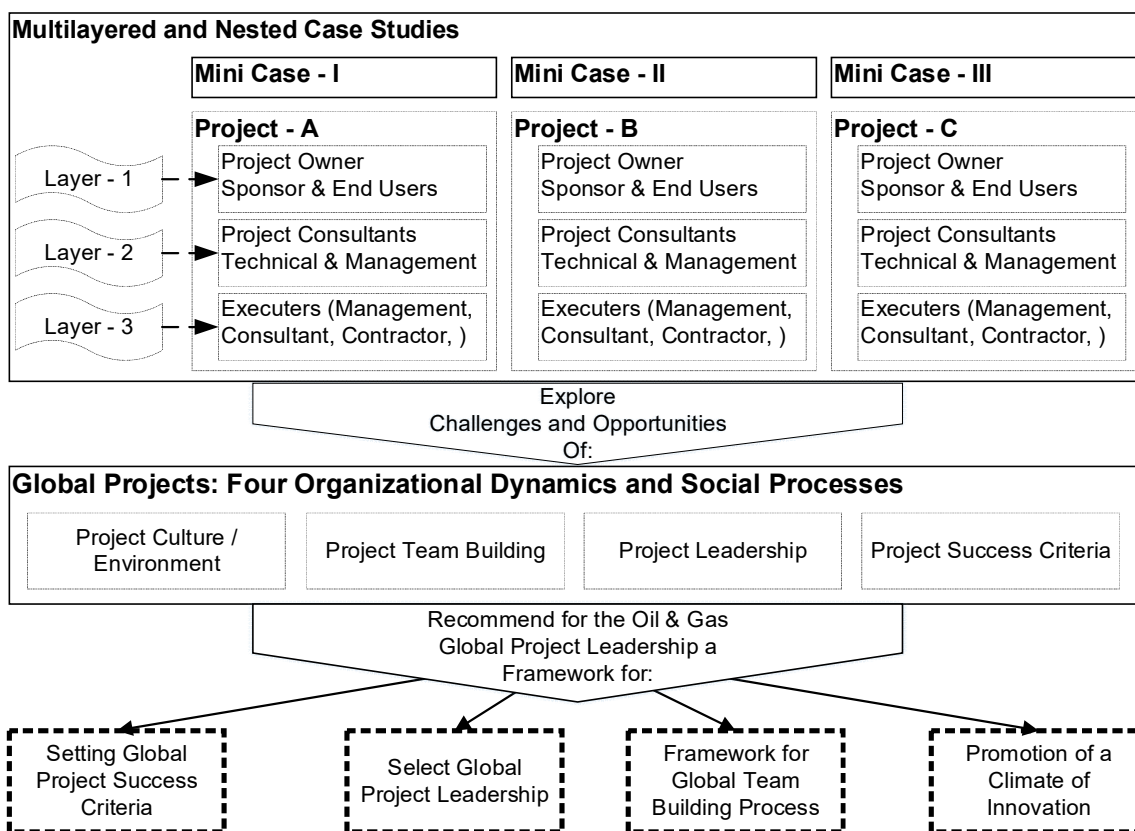 Multilayered and Nested Case Studies
Mini Case - I
Mini Case - II
Mini Case - III
Project - A
Project - B
Project - C
Layer - 1
Project Owner
Sponsor & End Users
Project Owner
Sponsor & End Users
Project Owner
Sponsor & End Users
Layer - 2
Project Consultants
Technical & Management
Project Consultants
Technical & Management
Project Consultants
Technical & Management
Layer - 3
Executers (Management,
Consultant, Contractor, )
Executers (Management,
Consultant, Contractor, )
Executers (Management,
Consultant, Contractor, )
Explore
Challenges and Opportunities
Of:
Global Projects: Four Organizational Dynamics and Social Processes
Project Culture /
Environment
Project Team Building
Project Leadership
Project Success Criteria
Recommend for the Oil & Gas
Global Project Leadership a
Framework for:
Setting Global
Project Success
Criteria
Select Global
Project Leadership
Framework for
Global Team
Building Process
Promotion of a
Climate of
Innovation